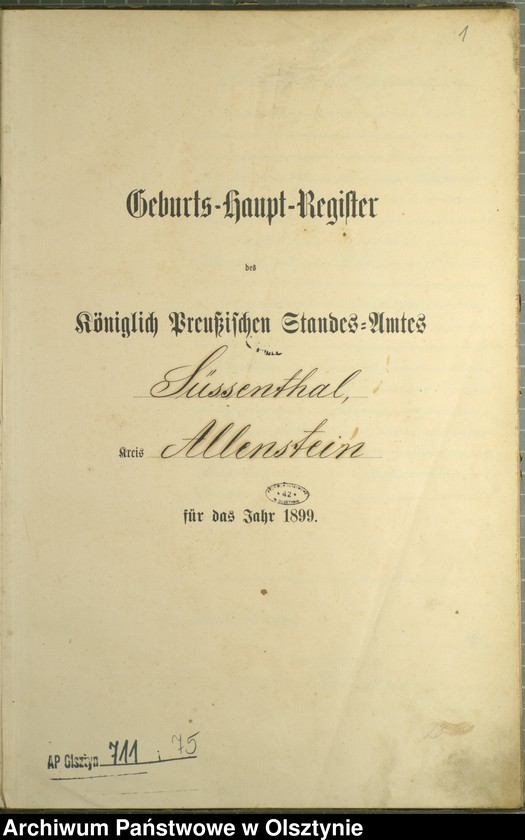 1
Geburts-Haupt-Register
des
Königlich Preußischen Standes-Amtes
Süssenthal,
Kreis Allenstein
42
für das Jahr 1899.
AP Olsztyn 711 ; 75
Archiwum Państwowe w Olsztynie